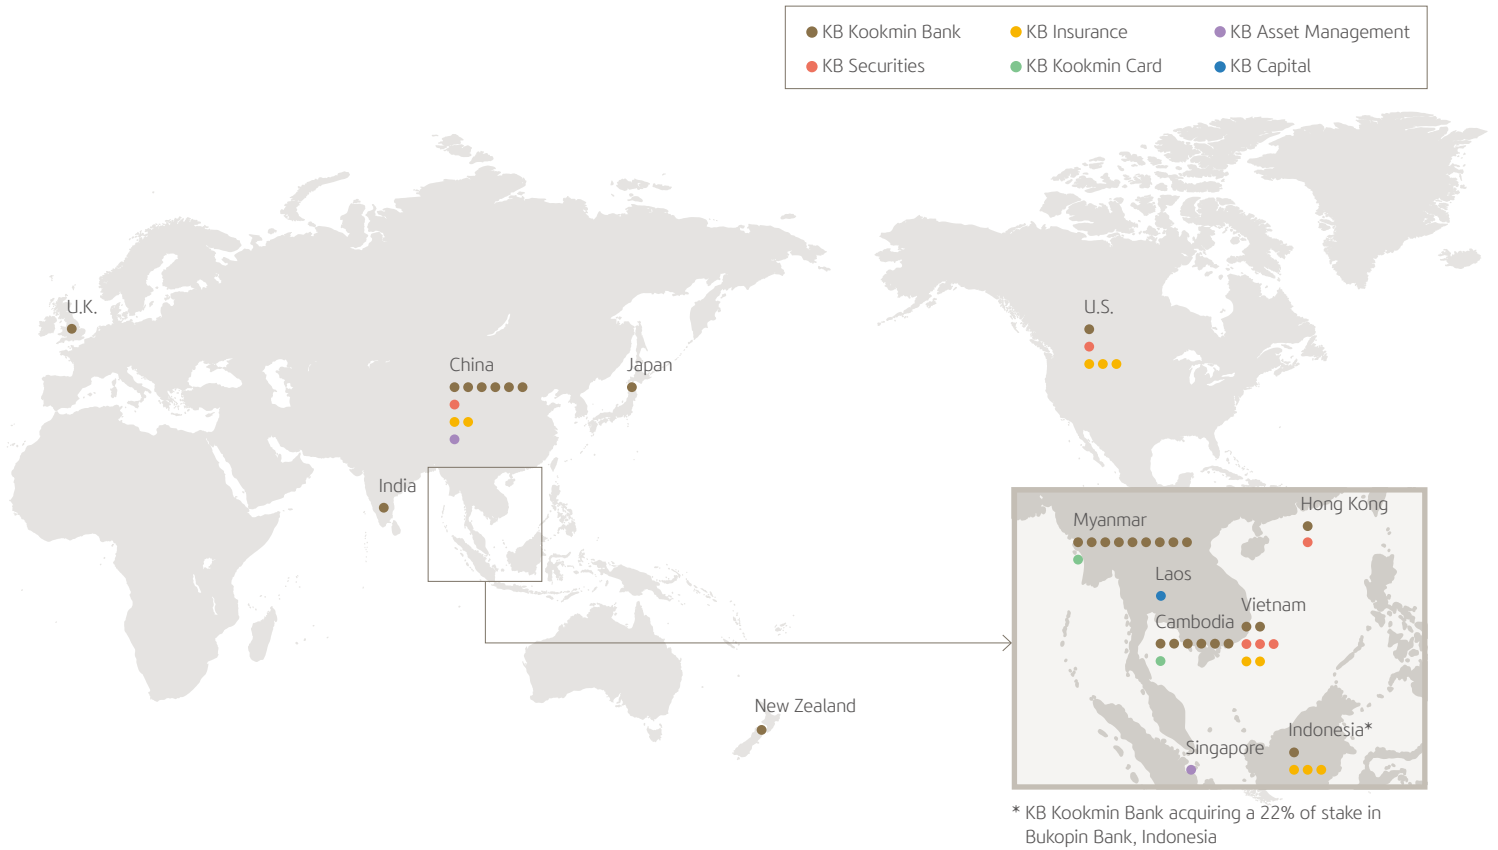 KB Kookmin Bank
KB Insurance
KB Asset Management
KB Securities
KB Kookmin Card
KB Capital
U.K.
U.S.
China
Japan
India
Hong Kong
Myanmar
Laos
Vietnam
Cambodia
New Zealand
Indonesia*
Singapore
* KB Kookmin Bank acquiring a 22% of stake in
Bukopin Bank, Indonesia